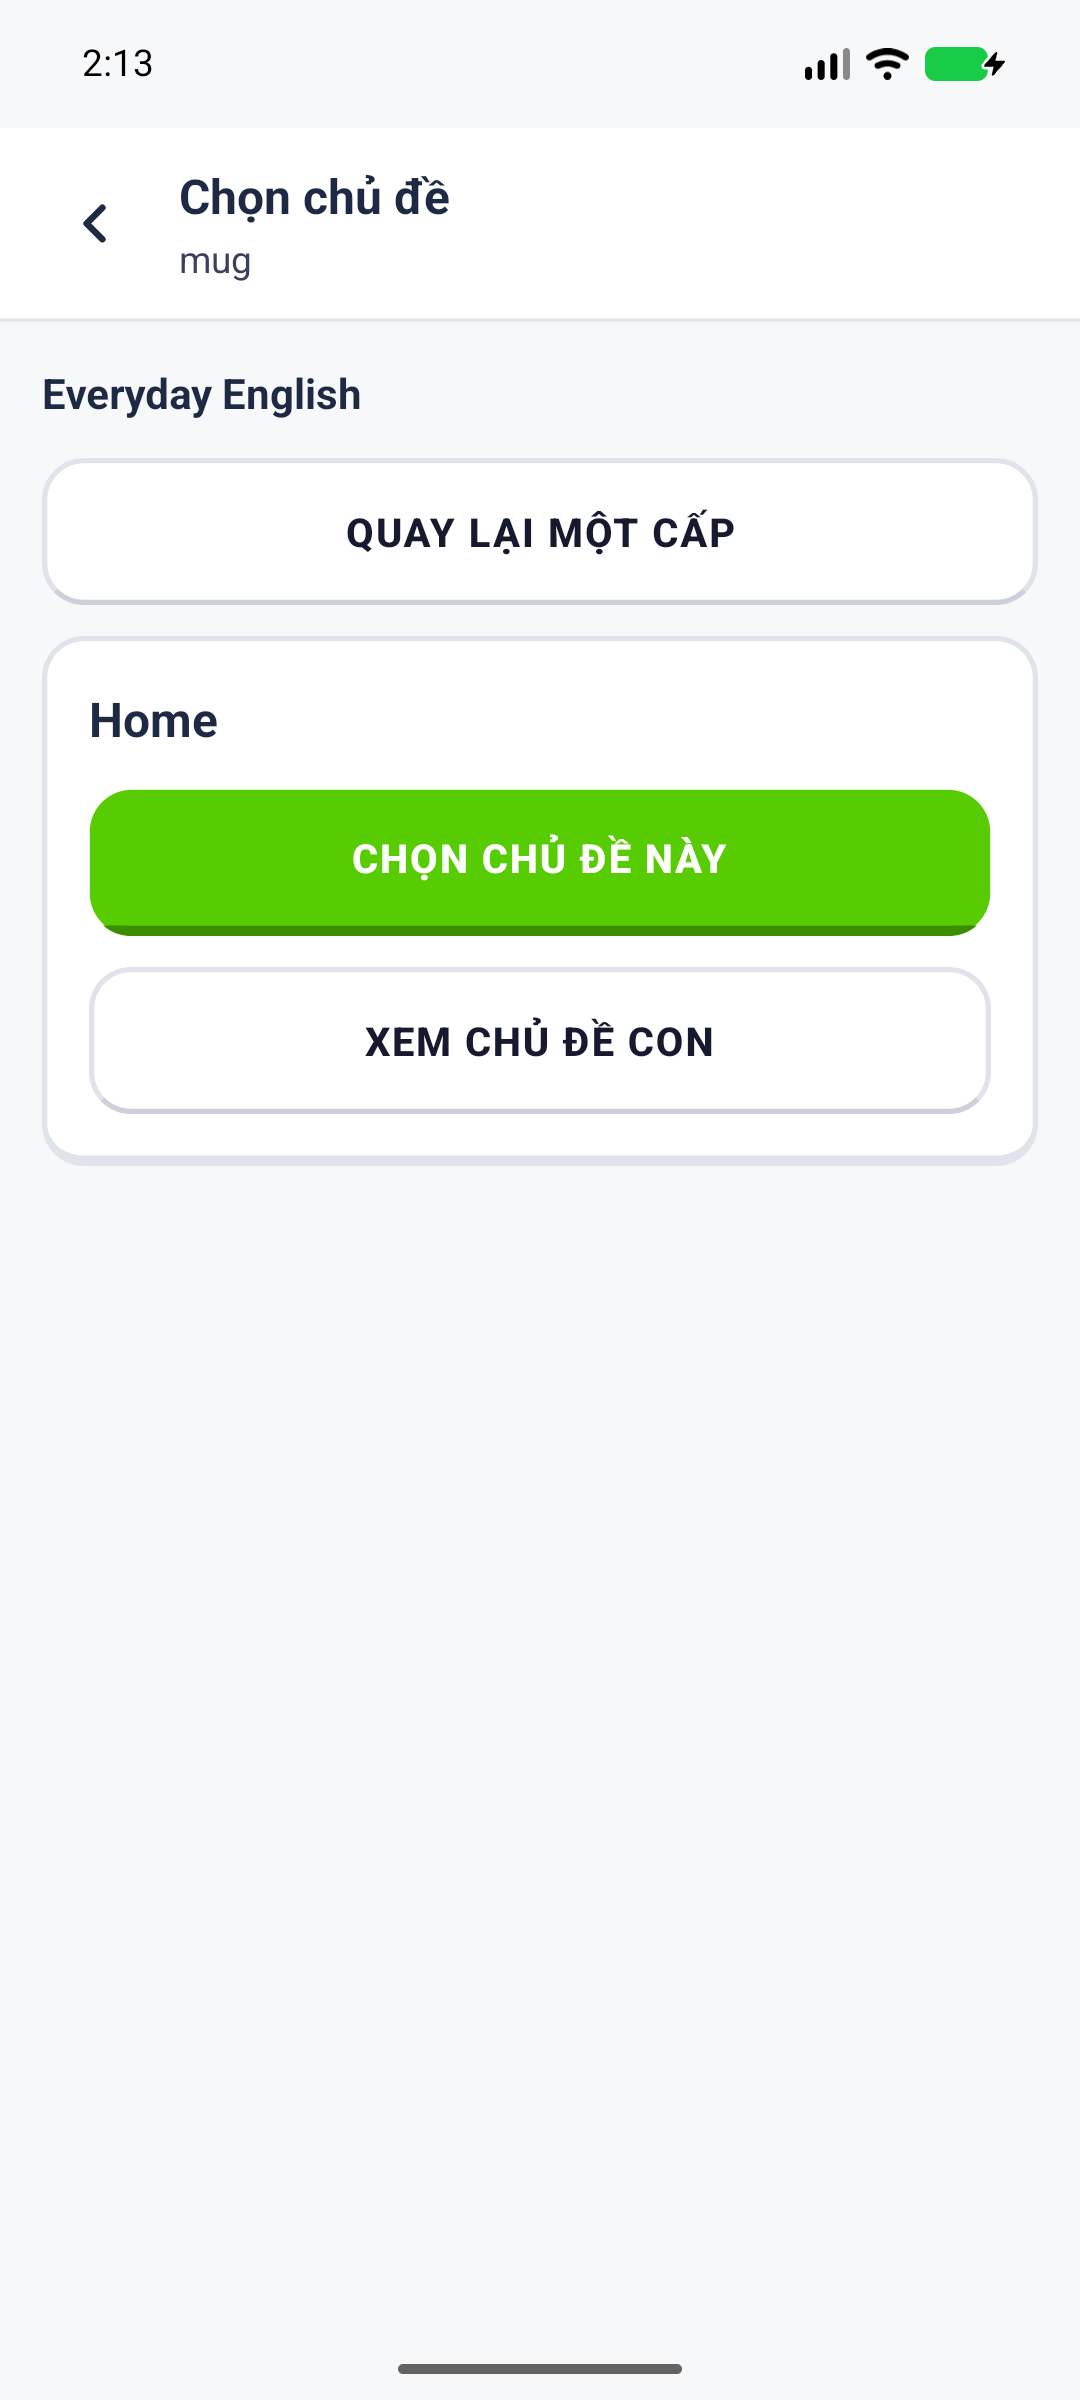 2:13
Chọn chủ đề
mug
Everyday English
QUAY LẠI MỘT CẤP
Home
CHỌN CHỦ ĐỀ NÀY
XEM CHỦ ĐỀ CON